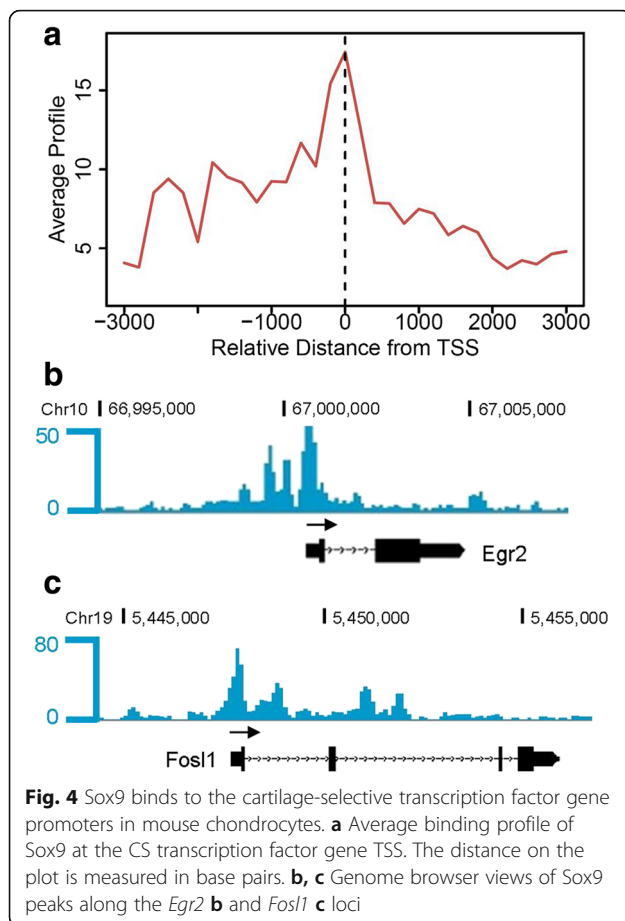 a
Average Profile
15
10
5
−3000 −1000 0 1000 2000 3000
Relative Distance from TSS
b
Chr10 66,995,000 67,000,000 67,005,000
50
0
Egr2
c
Chr19 5,445,000 5,450,000 5,455,000
80
0
Fosl1
Fig. 4 Sox9 binds to the cartilage-selective transcription factor gene
promoters in mouse chondrocytes. a Average binding profile of
Sox9 at the CS transcription factor gene TSS. The distance on the
plot is measured in base pairs. b, c Genome browser views of Sox9
peaks along the Egr2 b and Fosl1 c loci